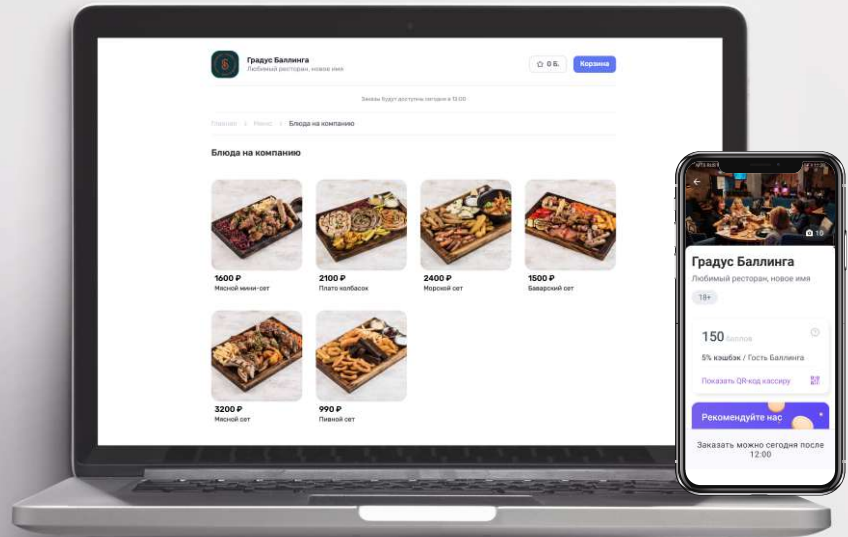 Градус Баллинга
Любимый ресторан, новое имя
0 Б.
Корзина
Заказы будут доступны сегодня в 12:00
Главная > Меню > Блюда на компанию
Блюда на компанию
1600 ₽
Мясной мини-сет
2100 ₽
Плато колбасок
2400 ₽
Морской сет
1500 ₽
Баварский сет
3200 ₽
Мясной сет
990 ₽
Пивной сет
10
Градус Баллинга
Любимый ресторан, новое имя
18+
150 баллов
5% кэшбэк / Гость Баллинга
Показать QR-код кассиру
Рекомендуйте нас
Заказать можно сегодня после
12:00